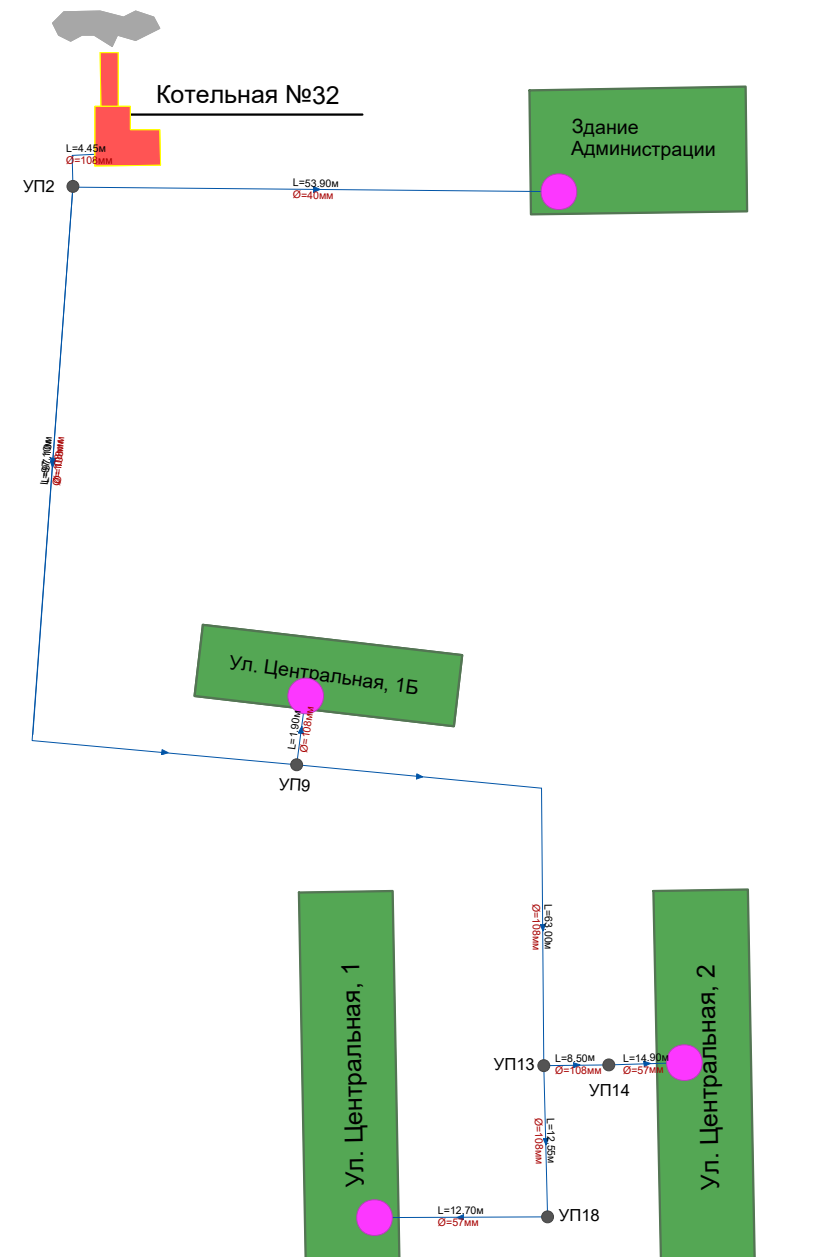 Котельная №32
Здание
Администрации
L=4.45м
Ø=108мм
УП2
L=53,90м
Ø=40мм
Ул. Центральная, 1Б
L=1,90м
Ø=108мм
УП9
L=63,00м
Ø=108мм
Ул. Центральная, 1
Ул. Центральная, 2
УП13
L=8,50м
Ø=108мм
L=14,90м
Ø=57мм
УП14
L=12,55м
Ø=108мм
L=12,70м
Ø=57мм
УП18